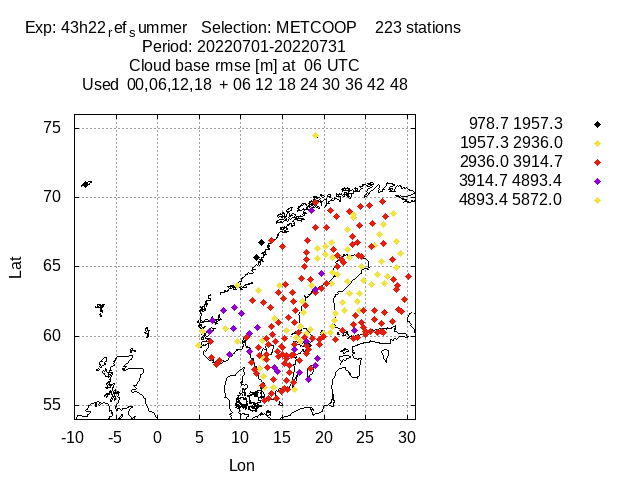 Exp: 43h22ref summer Selection: METCOOP 223 stations
Period: 20220701-20220731
Cloud base rmse [m] at 06 UTC
Used 00,06,12,18 + 06 12 18 24 30 36 42 48
978.7 1957.3
1957.3 2936.0
2936.0 3914.7
3914.7 4893.4
4893.4 5872.0
75
70
65
60
55
Lat
-10 -5 0 5 10 15 20 25 30
Lon